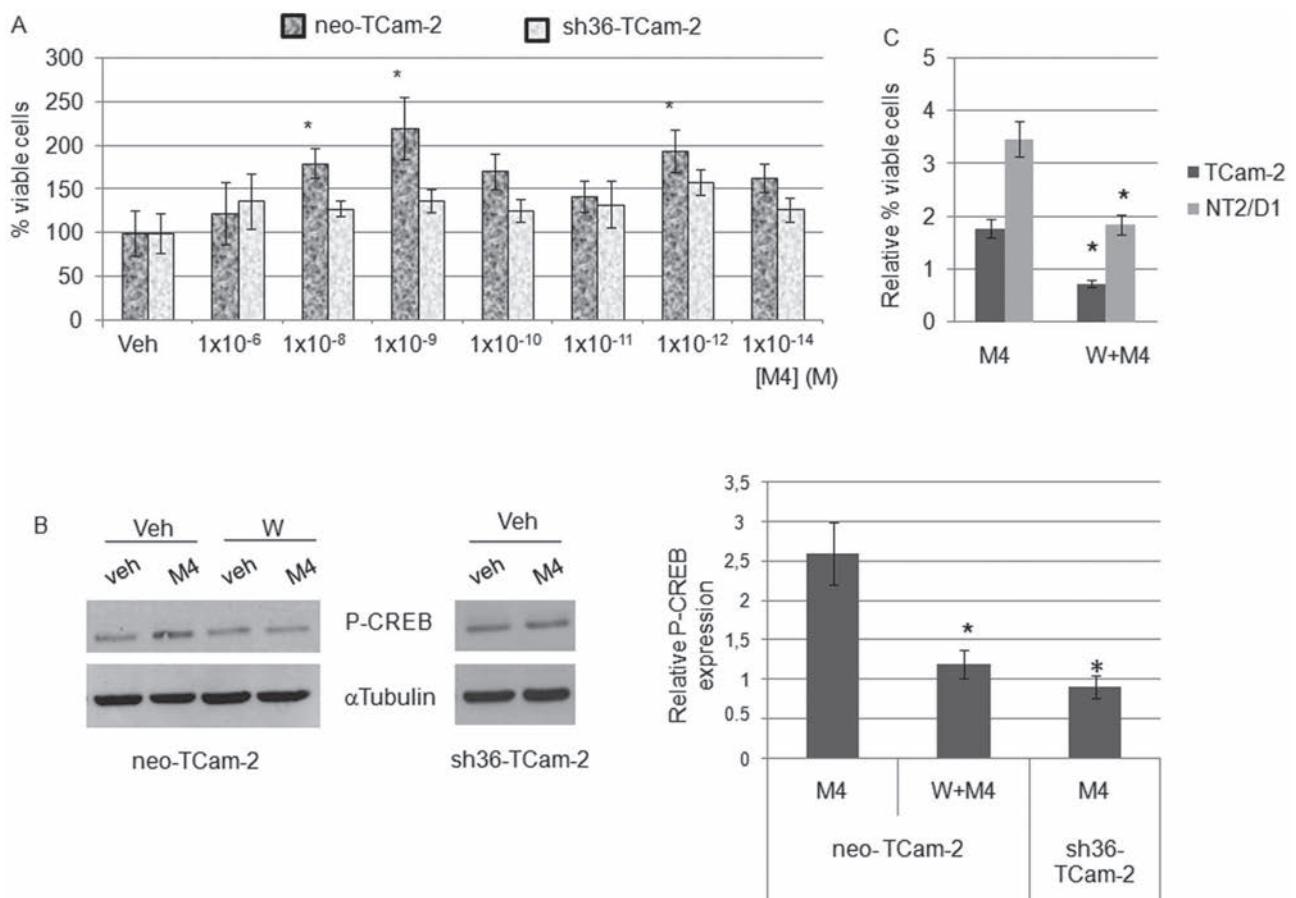 A
neo-TCam-2 sh36-TCam-2
% viable cells
300
250
200
150
100
50
0
* * *
Veh 1x10⁻⁶ 1x10⁻⁸ 1x10⁻⁹ 1x10⁻¹⁰ 1x10⁻¹¹ 1x10⁻¹² 1x10⁻¹⁴
[M4] (M)
C
Relative % viable cells
5
4
3
2
1
0
* *
M4 W+M4
TCam-2
NT2/D1
B
Veh W Veh
veh M4 veh M4 veh M4
P-CREB
αTubulin
neo-TCam-2 sh36-TCam-2
Relative P-CREB
expression
3,5
3
2,5
2
1,5
1
0.5
0
* *
M4 W+M4 M4
neo- TCam-2 sh36-
TCam-2